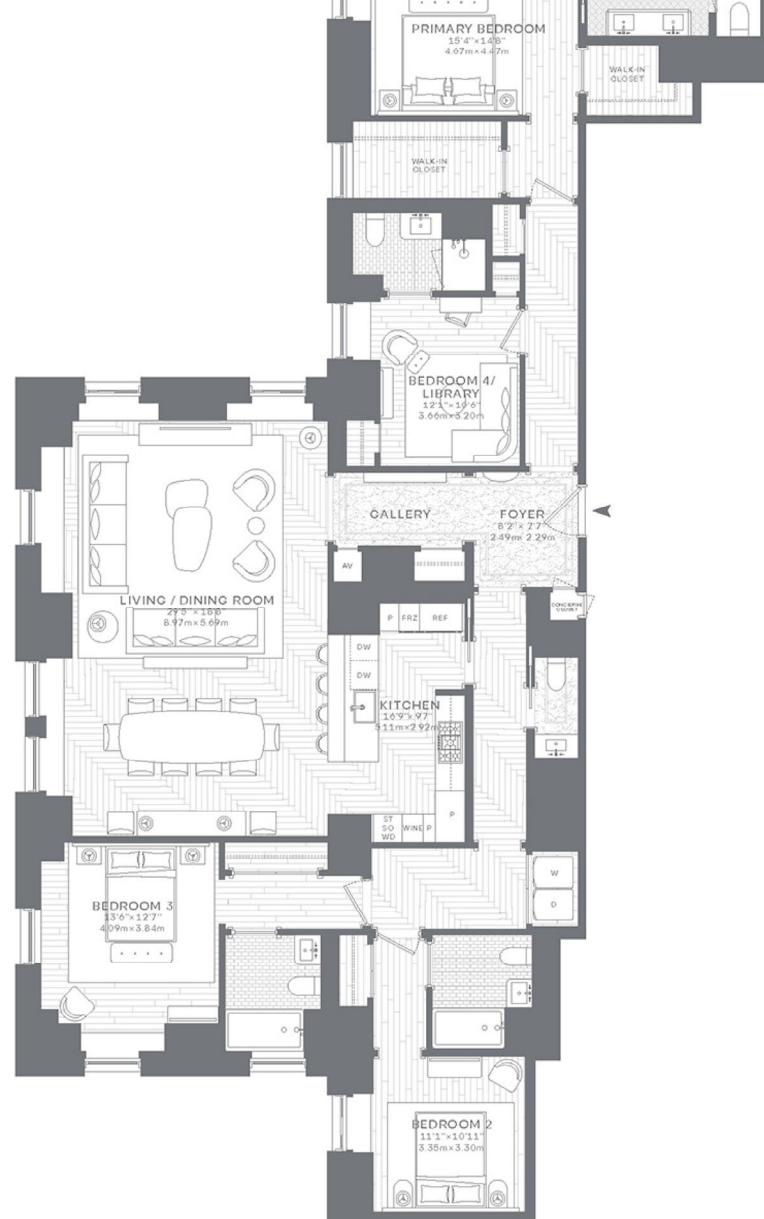 PRIMARY BEDROOM
15'4"×14'8"
4.67m×4.47m
WALK-IN
CLOSET
WALK-IN
CLOSET
BEDROOM 4/
LIBRARY
12'1"×10'6"
3.66m×3.20m
GALLERY
FOYER
8'2" × 7'7"
2.49m 2.29m
AV
CONCIERGE
CLOSET
LIVING / DINING ROOM
29'5" × 18'8"
8.97m×5.69m
P
FRZ
REF
DW
DW
KITCHEN
16'9"×9'7"
5.11m×2.92m
ST
SO
WD
WINE
P
P
W
D
BEDROOM 3
13'6"×12'7"
4.09m×3.84m
BEDROOM 2
11'1"×10'11"
3.35m×3.30m